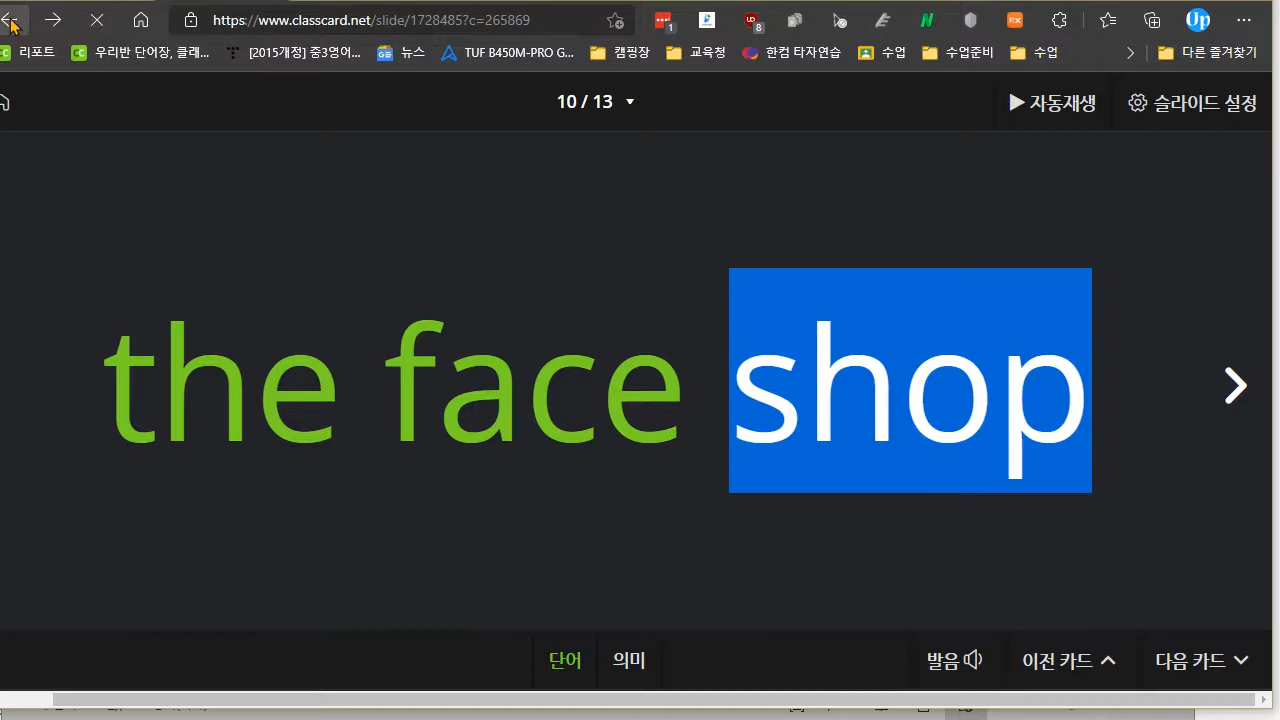 https://www.classcard.net/slide/1728485?c=265869
1
8
리포트 우리반 단어장, 클래... [2015개정] 중3영어... 뉴스 TUF B450M-PRO G... 캠핑장 교육청 한컴 타자연습 수업 수업준비 수업 다른 즐겨찾기
10 / 13 자동재생 슬라이드 설정
the face shop
단어 의미 발음 이전 카드 다음 카드